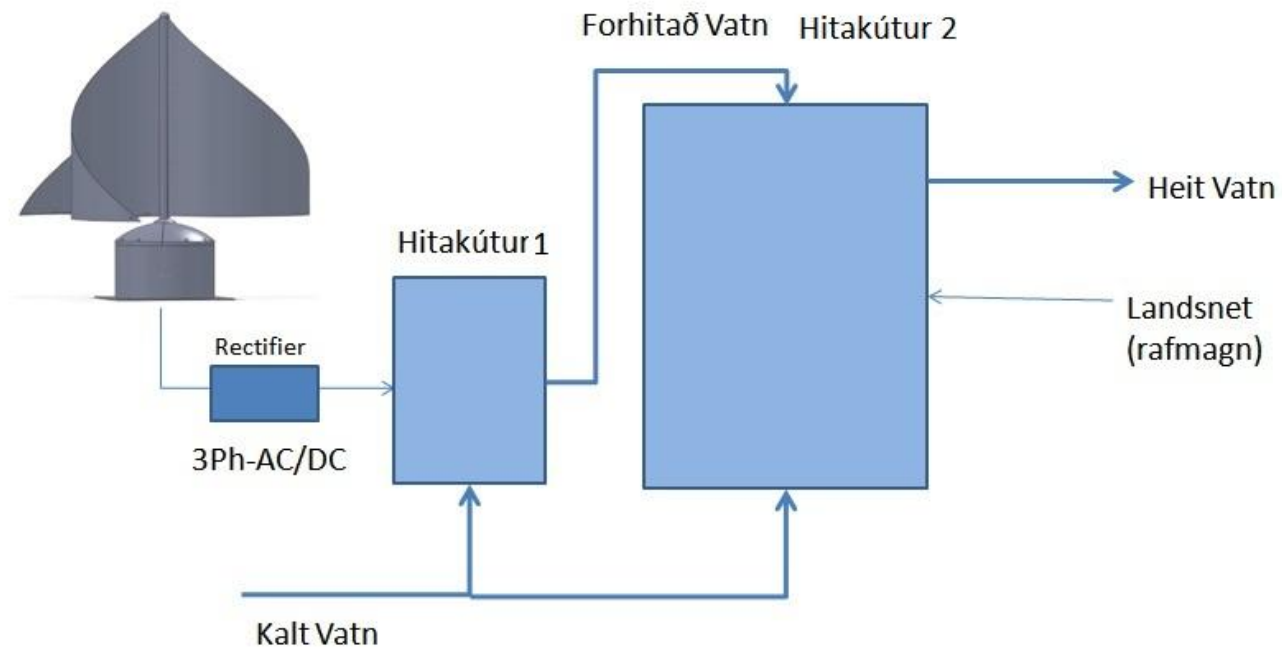 Forhitað Vatn
Hitakútur 2
Heit Vatn
Hitakútur 1
Landsnet
(rafmagn)
Rectifier
3Ph-AC/DC
Kalt Vatn